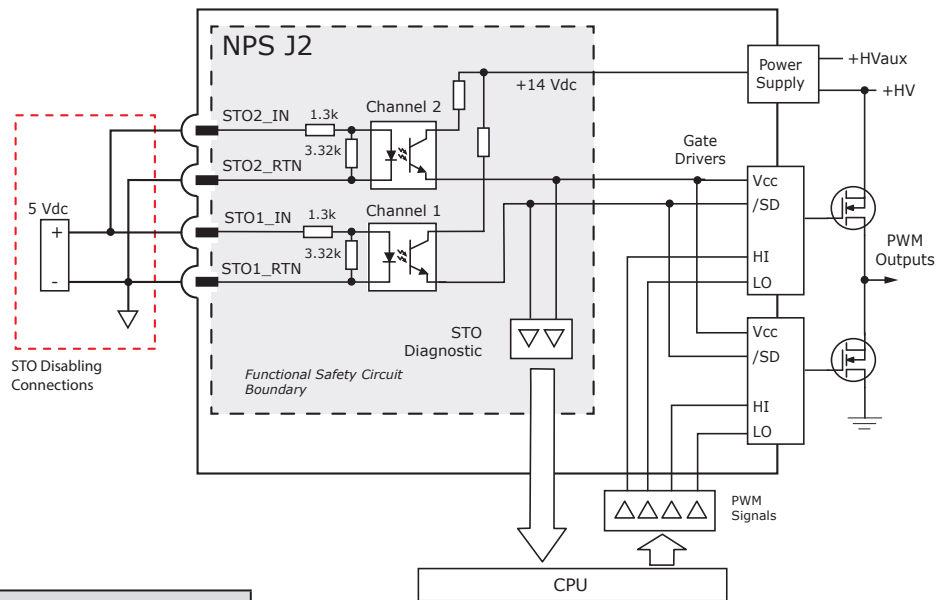 NPS J2
Power
Supply
+HVaux
+HV
+14 Vdc
STO2_IN
1.3k
Channel 2
3.32k
STO2_RTN
Gate
Drivers
Vcc
/SD
HI
LO
PWM
Outputs
5 Vdc
+
-
STO1_IN
1.3k
Channel 1
3.32k
STO1_RTN
STO
Diagnostic
Vcc
/SD
HI
LO
STO Disabling
Connections
Functional Safety Circuit
Boundary
PWM
Signals
CPU